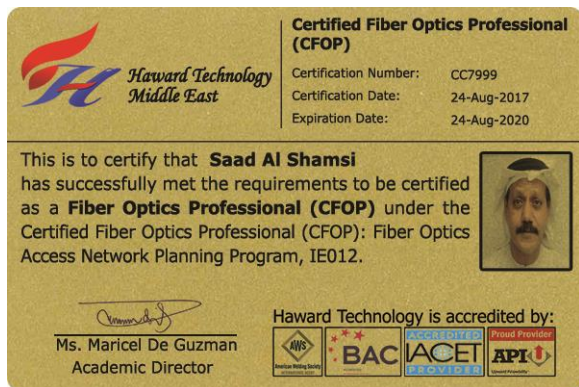 Haward Technology
Middle East
Certified Fiber Optics Professional
(CFOP)
Certification Number: CC7999
Certification Date: 24-Aug-2017
Expiration Date: 24-Aug-2020
This is to certify that Saad Al Shamsi
has successfully met the requirements to be certified
as a Fiber Optics Professional (CFOP) under the
Certified Fiber Optics Professional (CFOP): Fiber Optics
Access Network Planning Program, IE012.
Ms. Maricel De Guzman
Academic Director
Haward Technology is accredited by:
AWS
American Welding Society
BAC
ACCREDITED
IACET
PROVIDER
Proud Provider
API U